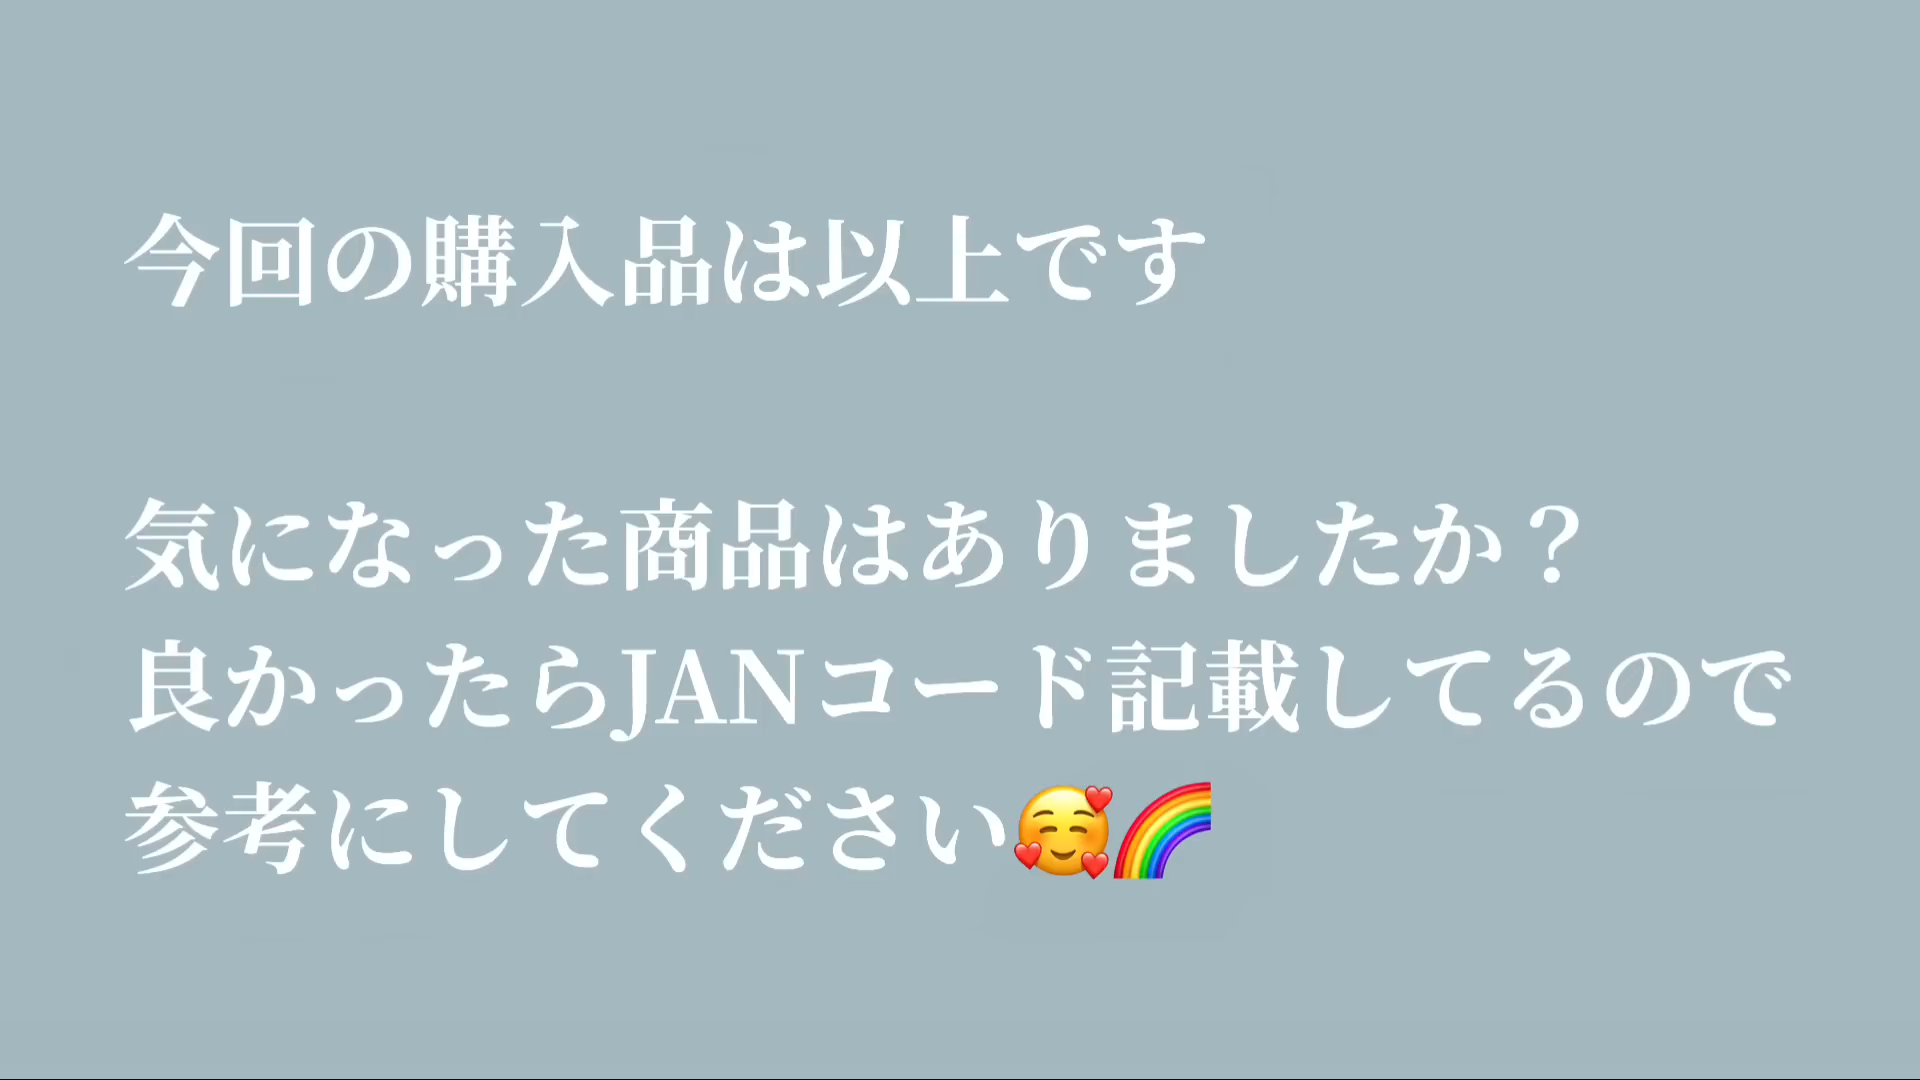 今回の購入品は以上です
気になった商品はありましたか？
良かったらJANコード記載してるので
参考にしてください🥰🌈